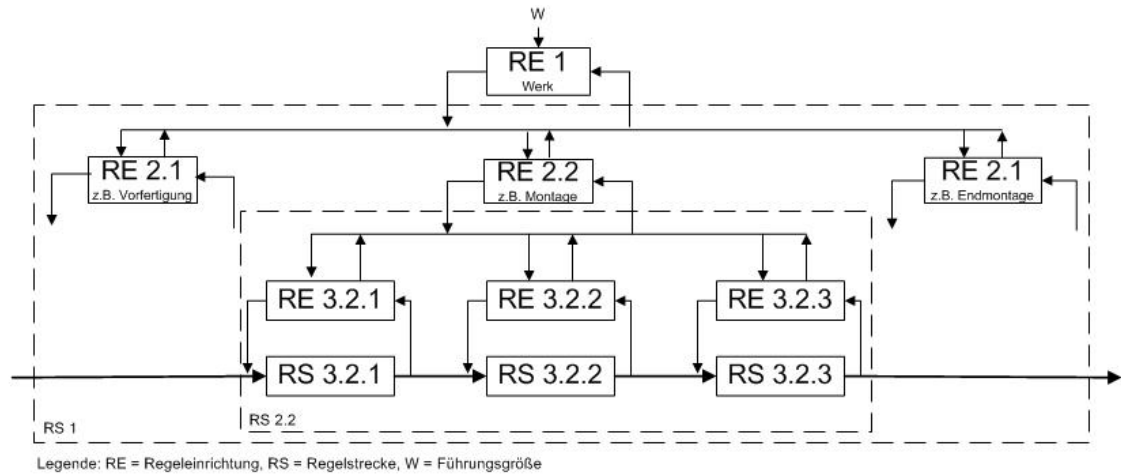 W
RE 1
Werk
RE 2.1
z.B. Vorfertigung
RE 2.2
z.B. Montage
RE 2.1
z.B. Endmontage
RE 3.2.1
RE 3.2.2
RE 3.2.3
RS 3.2.1
RS 3.2.2
RS 3.2.3
RS 1
RS 2.2
Legende: RE = Regeleinrichtung, RS = Regelstrecke, W = Führungsgröße